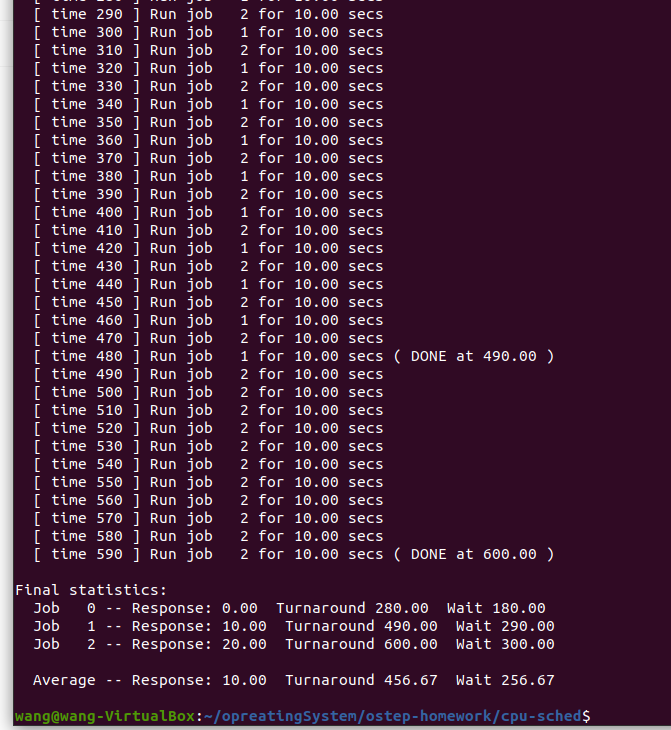 [ time 290 ] Run job   2 for 10.00 secs
[ time 300 ] Run job   1 for 10.00 secs
[ time 310 ] Run job   2 for 10.00 secs
[ time 320 ] Run job   1 for 10.00 secs
[ time 330 ] Run job   2 for 10.00 secs
[ time 340 ] Run job   1 for 10.00 secs
[ time 350 ] Run job   2 for 10.00 secs
[ time 360 ] Run job   1 for 10.00 secs
[ time 370 ] Run job   2 for 10.00 secs
[ time 380 ] Run job   1 for 10.00 secs
[ time 390 ] Run job   2 for 10.00 secs
[ time 400 ] Run job   1 for 10.00 secs
[ time 410 ] Run job   2 for 10.00 secs
[ time 420 ] Run job   1 for 10.00 secs
[ time 430 ] Run job   2 for 10.00 secs
[ time 440 ] Run job   1 for 10.00 secs
[ time 450 ] Run job   2 for 10.00 secs
[ time 460 ] Run job   1 for 10.00 secs
[ time 470 ] Run job   2 for 10.00 secs
[ time 480 ] Run job   1 for 10.00 secs ( DONE at 490.00 )
[ time 490 ] Run job   2 for 10.00 secs
[ time 500 ] Run job   2 for 10.00 secs
[ time 510 ] Run job   2 for 10.00 secs
[ time 520 ] Run job   2 for 10.00 secs
[ time 530 ] Run job   2 for 10.00 secs
[ time 540 ] Run job   2 for 10.00 secs
[ time 550 ] Run job   2 for 10.00 secs
[ time 560 ] Run job   2 for 10.00 secs
[ time 570 ] Run job   2 for 10.00 secs
[ time 580 ] Run job   2 for 10.00 secs
[ time 590 ] Run job   2 for 10.00 secs ( DONE at 600.00 )
Final statistics:
Job   0 -- Response: 0.00  Turnaround 280.00  Wait 180.00
Job   1 -- Response: 10.00  Turnaround 490.00  Wait 290.00
Job   2 -- Response: 20.00  Turnaround 600.00  Wait 300.00
Average -- Response: 10.00  Turnaround 456.67  Wait 256.67
wang@wang-VirtualBox:~/opreatingSystem/ostep-homework/cpu-sched$